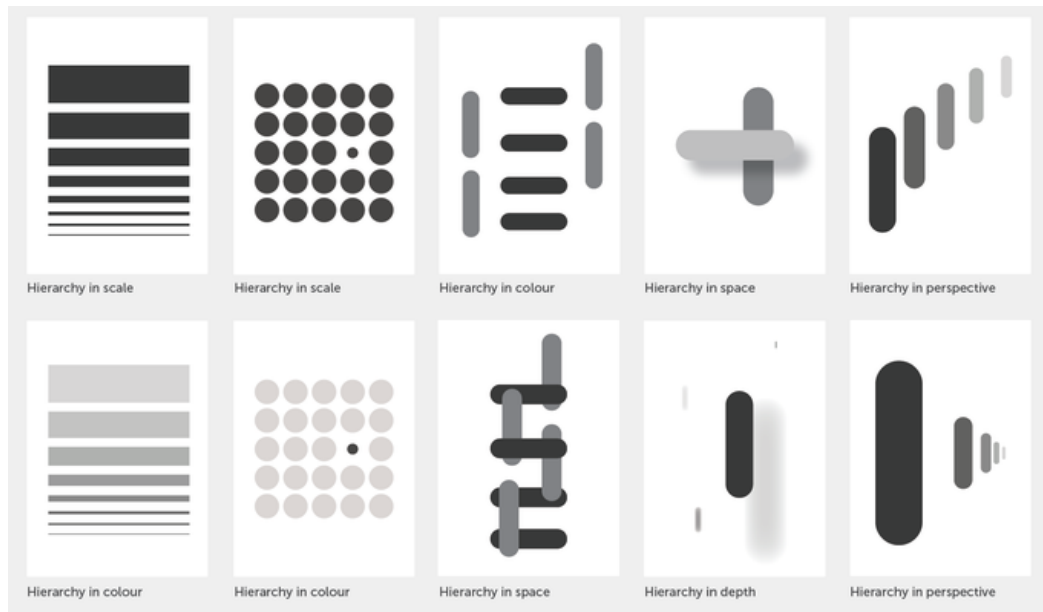 Hierarchy in scale
Hierarchy in scale
Hierarchy in colour
Hierarchy in space
Hierarchy in perspective
Hierarchy in colour
Hierarchy in colour
Hierarchy in space
Hierarchy in depth
Hierarchy in perspective